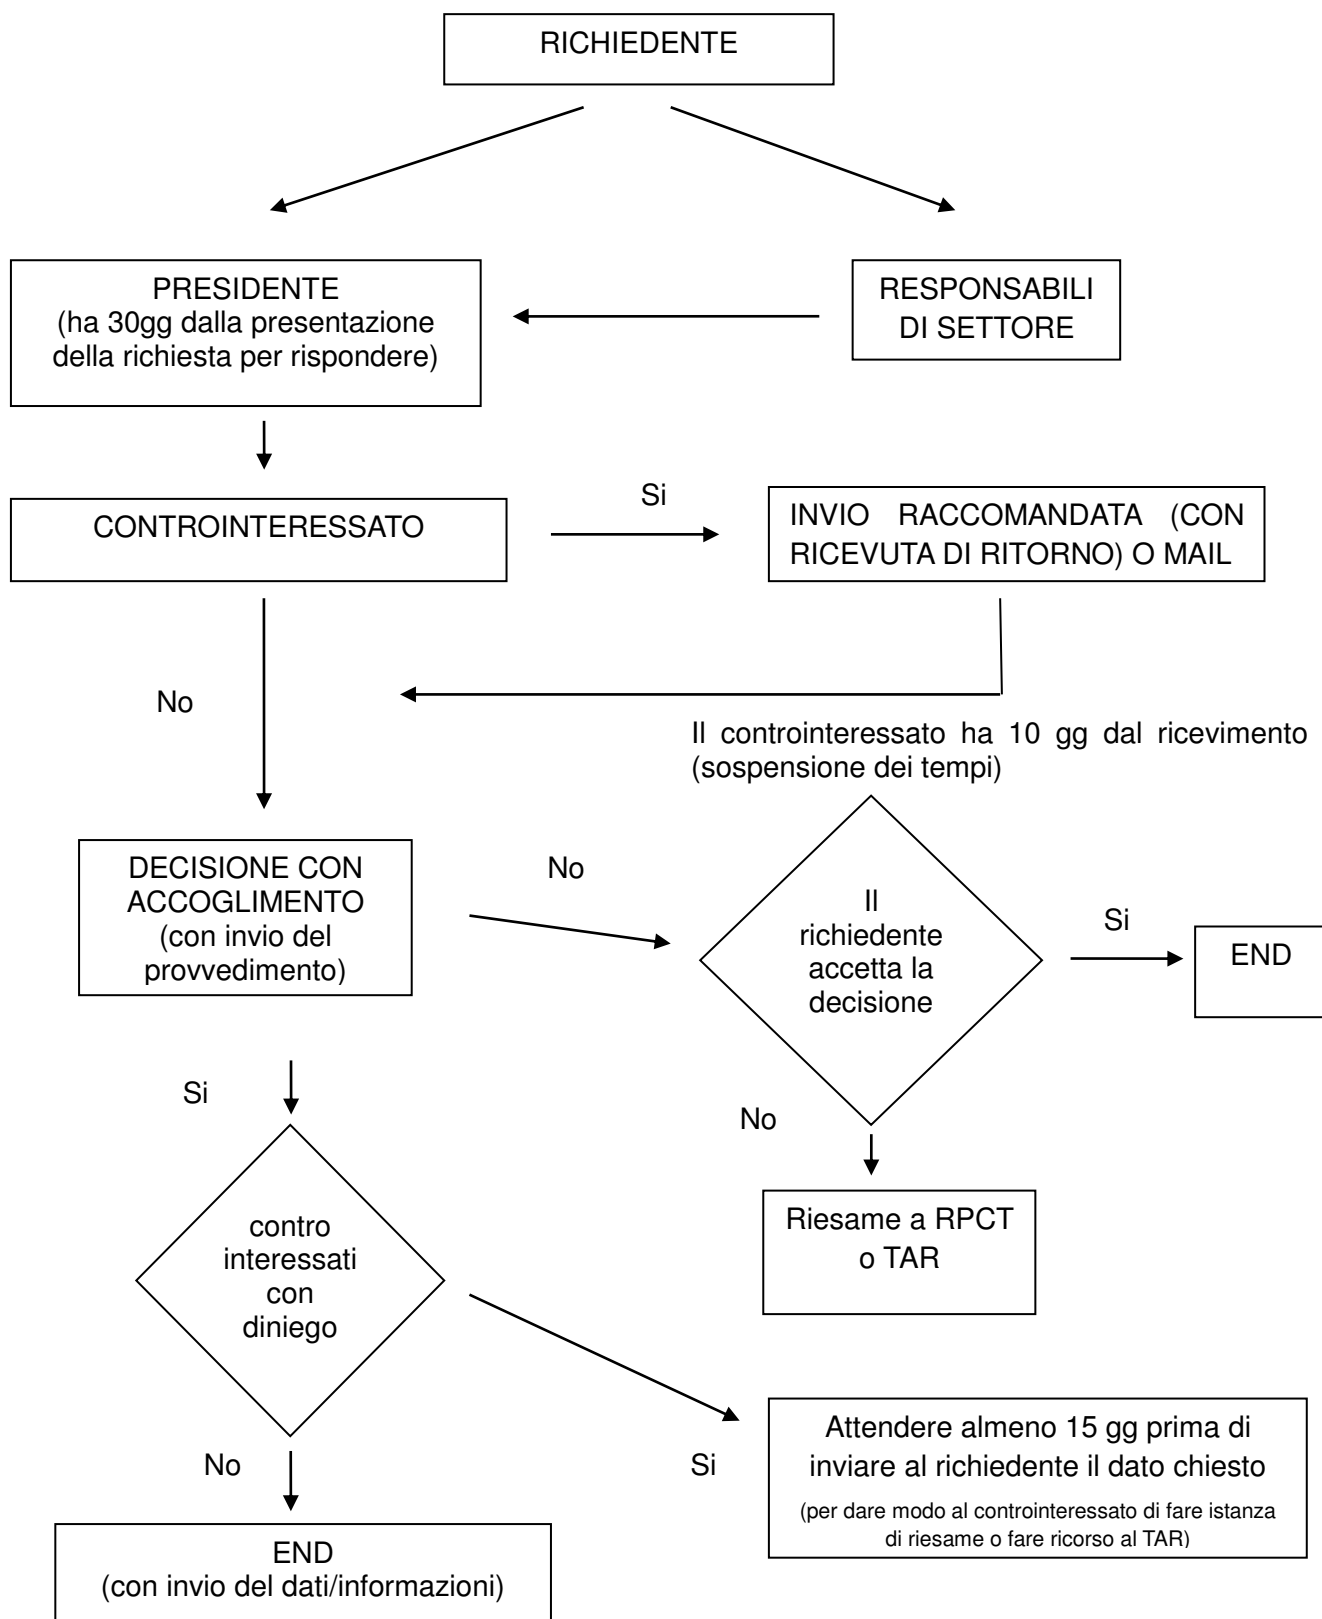 RICHIEDENTE
PRESIDENTE
(ha 30gg dalla presentazione
della richiesta per rispondere)
RESPONSABILI
DI SETTORE
CONTROINTERESSATO
Si
INVIO RACCOMANDATA (CON
RICEVUTA DI RITORNO) O MAIL
No
Il controinteressato ha 10 gg dal ricevimento
(sospensione dei tempi)
DECISIONE CON
ACCOGLIMENTO
(con invio del
provvedimento)
No
Il
richiedente
accetta la
decisione
Si
END
Si
No
contro
interessati
con
diniego
Riesame a RPCT
o TAR
No
Si
Attendere almeno 15 gg prima di
inviare al richiedente il dato chiesto
(per dare modo al controinteressato di fare istanza
di riesame o fare ricorso al TAR)
END
(con invio del dati/informazioni)